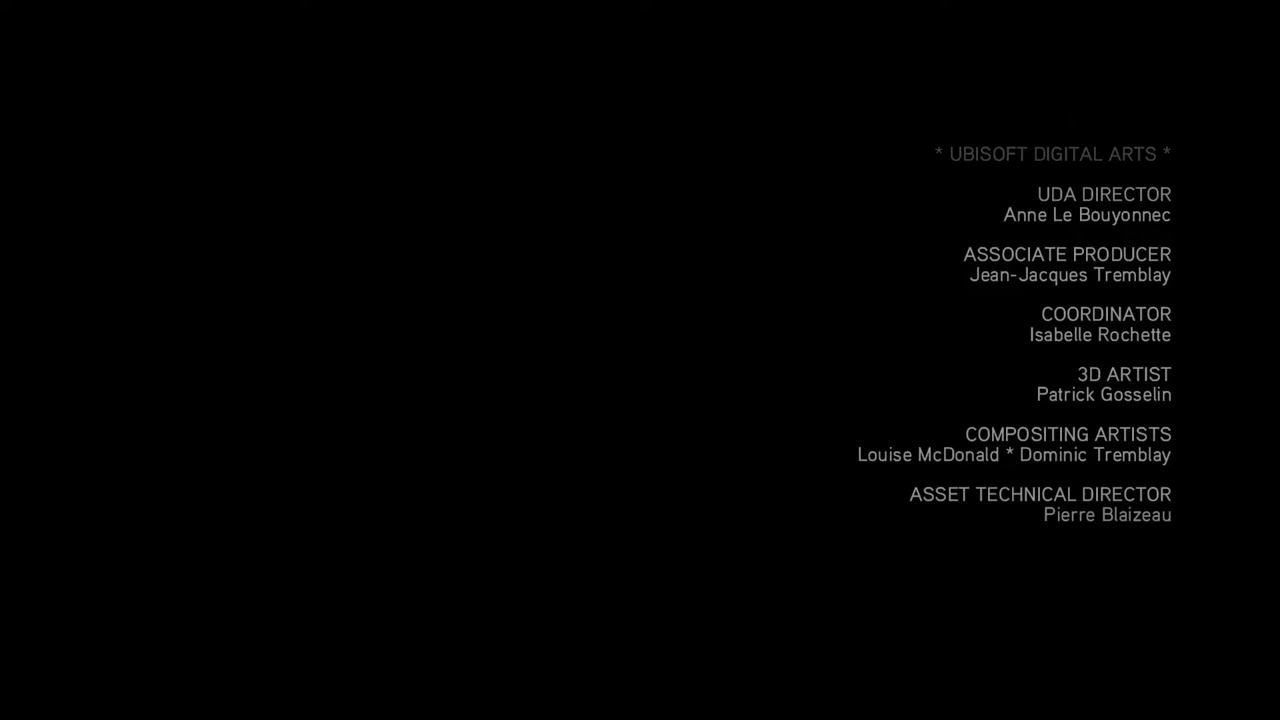 * UBISOFT DIGITAL ARTS *
UDA DIRECTOR
Anne Le Bouyonnec
ASSOCIATE PRODUCER
Jean-Jacques Tremblay
COORDINATOR
Isabelle Rochette
3D ARTIST
Patrick Gosselin
COMPOSITING ARTISTS
Louise McDonald * Dominic Tremblay
ASSET TECHNICAL DIRECTOR
Pierre Blaizeau